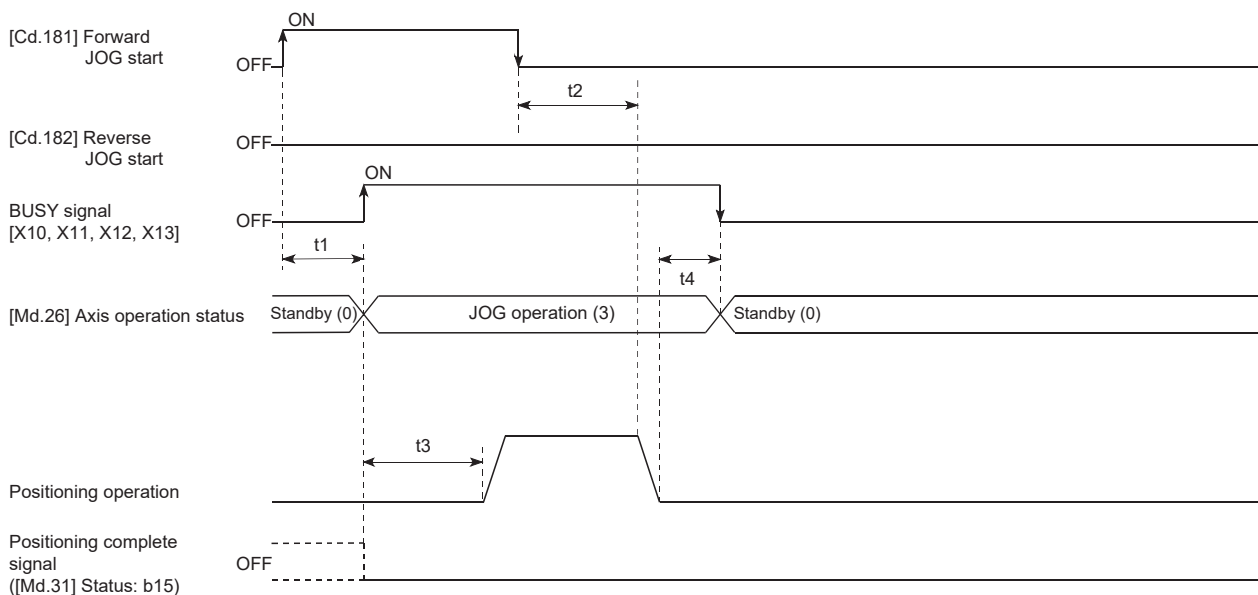 [Cd.181] Forward
JOG start
ON
OFF
t2
[Cd.182] Reverse
JOG start
OFF
ON
BUSY signal
[X10, X11, X12, X13]
OFF
t1
t4
[Md.26] Axis operation status
Standby (0)
JOG operation (3)
Standby (0)
t3
Positioning operation
Positioning complete
signal
([Md.31] Status: b15)
OFF